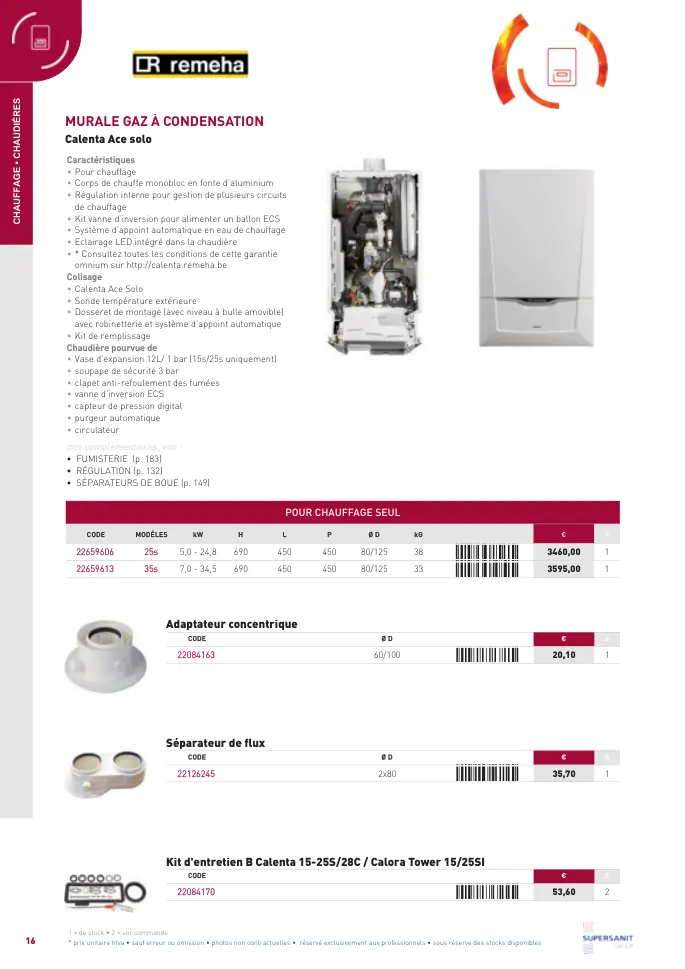 CHAUFFAGE • CHAUDIÈRES
remeha
MURALE GAZ À CONDENSATION
Calenta Ace solo
Caractéristiques
• Pour chauffage
• Corps de chauffe monobloc en fonte d'aluminium
• Régulation interne pour gestion de plusieurs circuits
de chauffage
• Kit vanne d'inversion pour alimenter un ballon ECS
• Système d'appoint automatique en eau de chauffage
• Eclairage LED intégré dans la chaudière
• * Consultez toutes les conditions de cette garantie
omnium sur http://calenta.remeha.be
Colisage
• Calenta Ace Solo
• Sonde température extérieure
• Dosseret de montage (avec niveau à bulle amovible)
avec robinetterie et système d'appoint automatique
• Kit de remplissage
Chaudière pourvue de
• Vase d'expansion 12L/ 1 bar (15s/25s uniquement)
• soupape de sécurité 3 bar
• clapet anti-refoulement des fumées
• vanne d'inversion ECS
• capteur de pression digital
• purgeur automatique
• circulateur
Info complémentaires, voir :
• FUMISTERIE (p. 183)
• RÉGULATION (p. 132)
• SÉPARATEURS DE BOUE (p. 149)
POUR CHAUFFAGE SEUL
CODE MODÈLES kW H L P Ø D kG €
22659606 25s 5,0 - 24,8 690 450 450 80/125 38 3460,00 1
22659613 35s 7,0 - 34,5 690 450 450 80/125 33 3595,00 1
Adaptateur concentrique
CODE Ø D €
22084163 60/100 20,10 1
Séparateur de flux
CODE Ø D €
22126245 2x80 35,70 1
Kit d'entretien B Calenta 15-25S/28C / Calora Tower 15/25SI
CODE €
22084170 53,60 2
1 = de stock • 2 = sur commande
16
* prix unitaire htva • sauf erreur ou omission • photos non contractuelles • réservé exclusivement aux professionnels • sous réserve des stocks disponibles
SUPERSANIT
GROUP